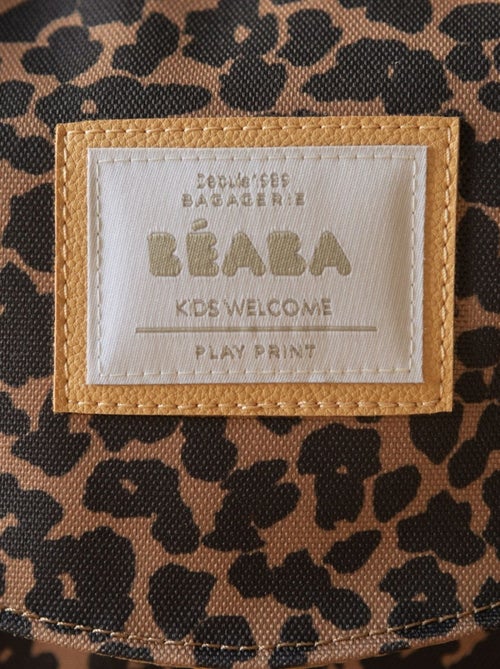 Depuis 1989
BAGAGERIE
BÉABA
KIDS WELCOME
PLAY PRINT